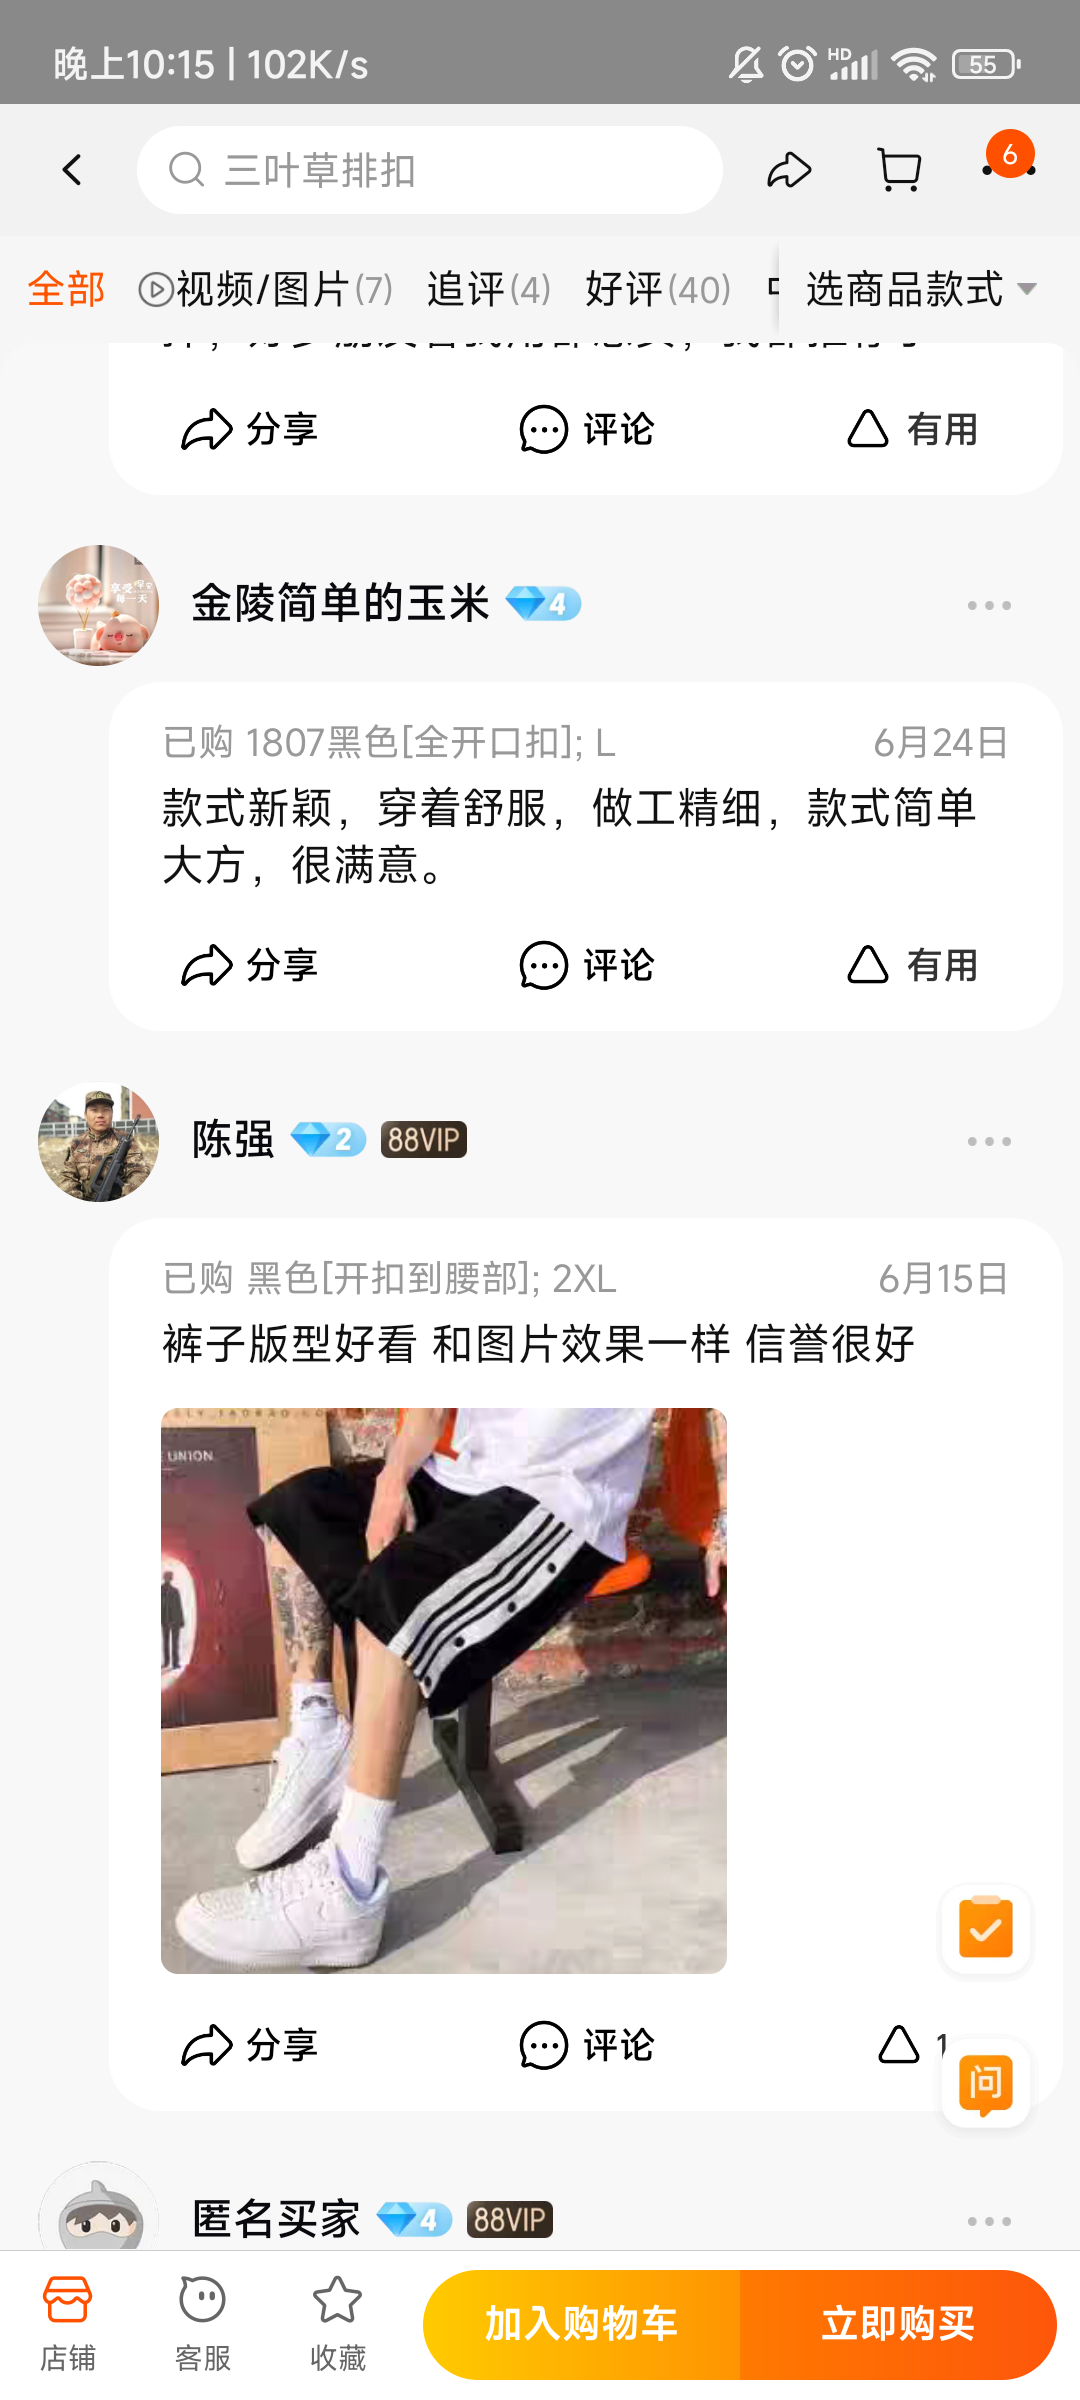 晚上10:15 | 102K/s
HD
55
三叶草排扣
6
全部 视频/图片(7) 追评(4) 好评(40) 选商品款式
分享 评论 有用
金陵简单的玉米 4
已购 1807黑色[全开口扣]; L 6月24日
款式新颖，穿着舒服，做工精细，款式简单
大方，很满意。
分享 评论 有用
陈强 2 88VIP
已购 黑色[开扣到腰部]; 2XL 6月15日
裤子版型好看 和图片效果一样 信誉很好
UNION
分享 评论 1
问
匿名买家 4 88VIP
店铺 客服 收藏 加入购物车 立即购买